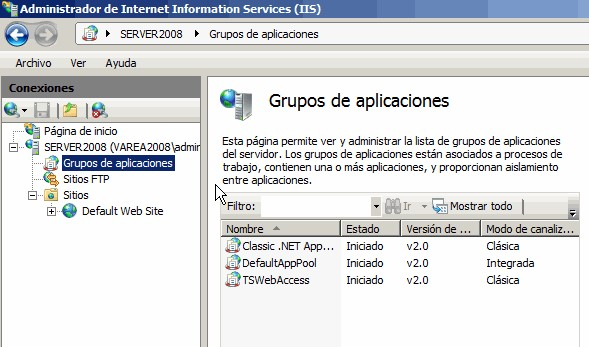 Administrador de Internet Information Services (IIS)
SERVER2008 Grupos de aplicaciones
Archivo Ver Ayuda
Conexiones
Página de inicio
SERVER2008 (VAREA2008\admir
Grupos de aplicaciones
Sitios FTP
Sitios
Default Web Site
Grupos de aplicaciones
Esta página permite ver y administrar la lista de grupos de aplicaciones
del servidor. Los grupos de aplicaciones están asociados a procesos de
trabajo, contienen una o más aplicaciones, y proporcionan aislamiento
entre aplicaciones.
Filtro: Ir Mostrar todo
Nombre Estado Versión de ... Modo de canaliz...
Classic .NET App... Iniciado v2.0 Clásica
DefaultAppPool Iniciado v2.0 Integrada
TSWebAccess Iniciado v2.0 Clásica